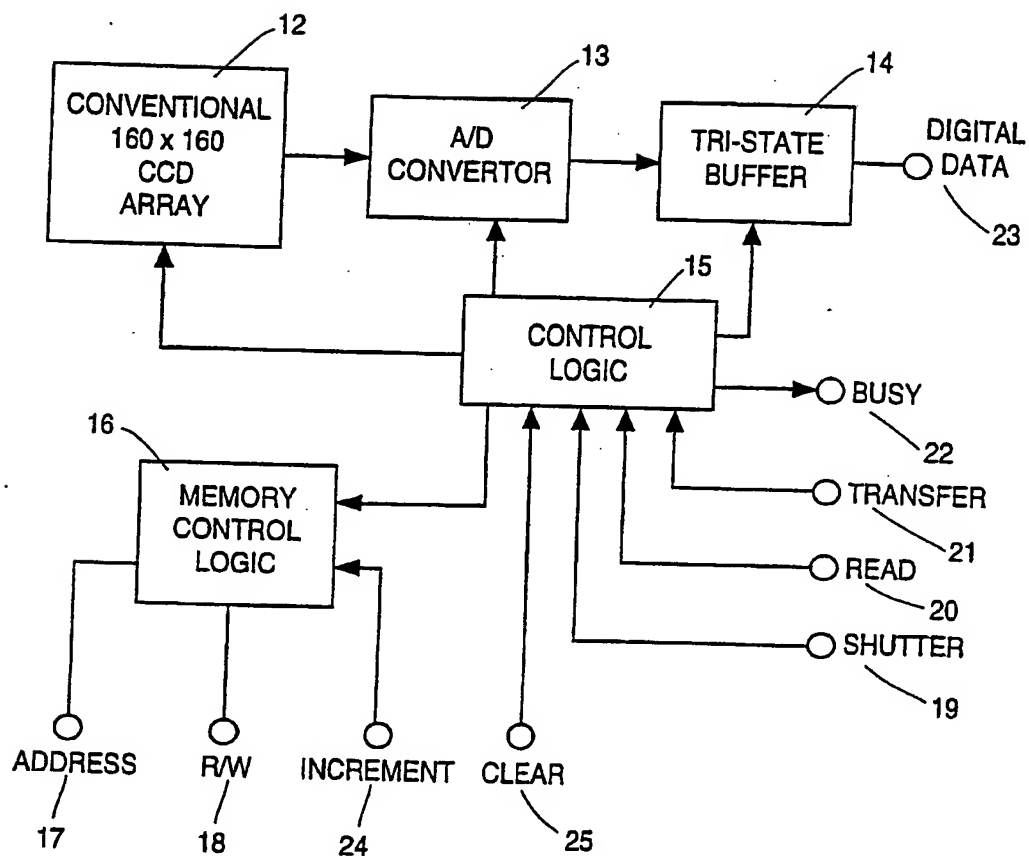 12
13
14
CONVENTIONAL
160 x 160
CCD
ARRAY
A/D
CONVERTOR
TRI-STATE
BUFFER
DIGITAL
DATA
23
15
CONTROL
LOGIC
BUSY
22
16
MEMORY
CONTROL
LOGIC
TRANSFER
21
READ
20
SHUTTER
19
ADDRESS
R/W
INCREMENT
CLEAR
17
18
24
25